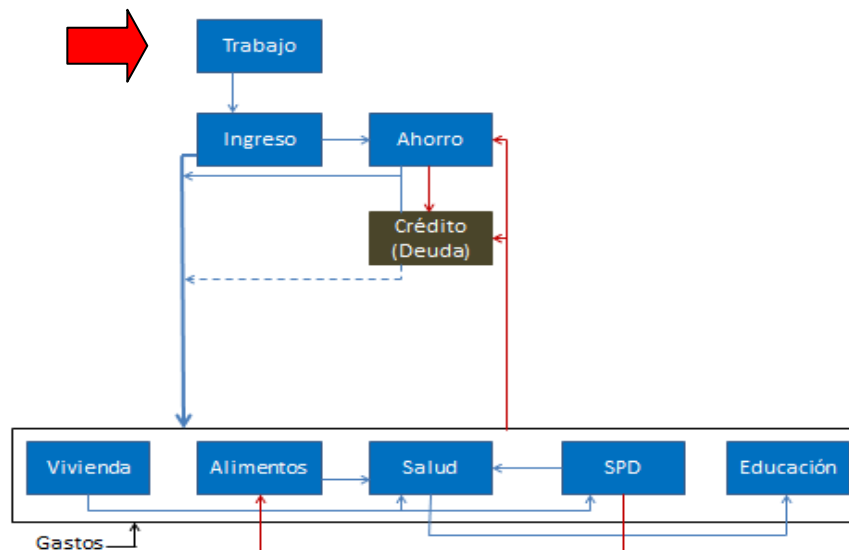 Trabajo
Ingreso
Ahorro
Crédito
(Deuda)
Vivienda
Alimentos
Salud
SPD
Educación
Gastos